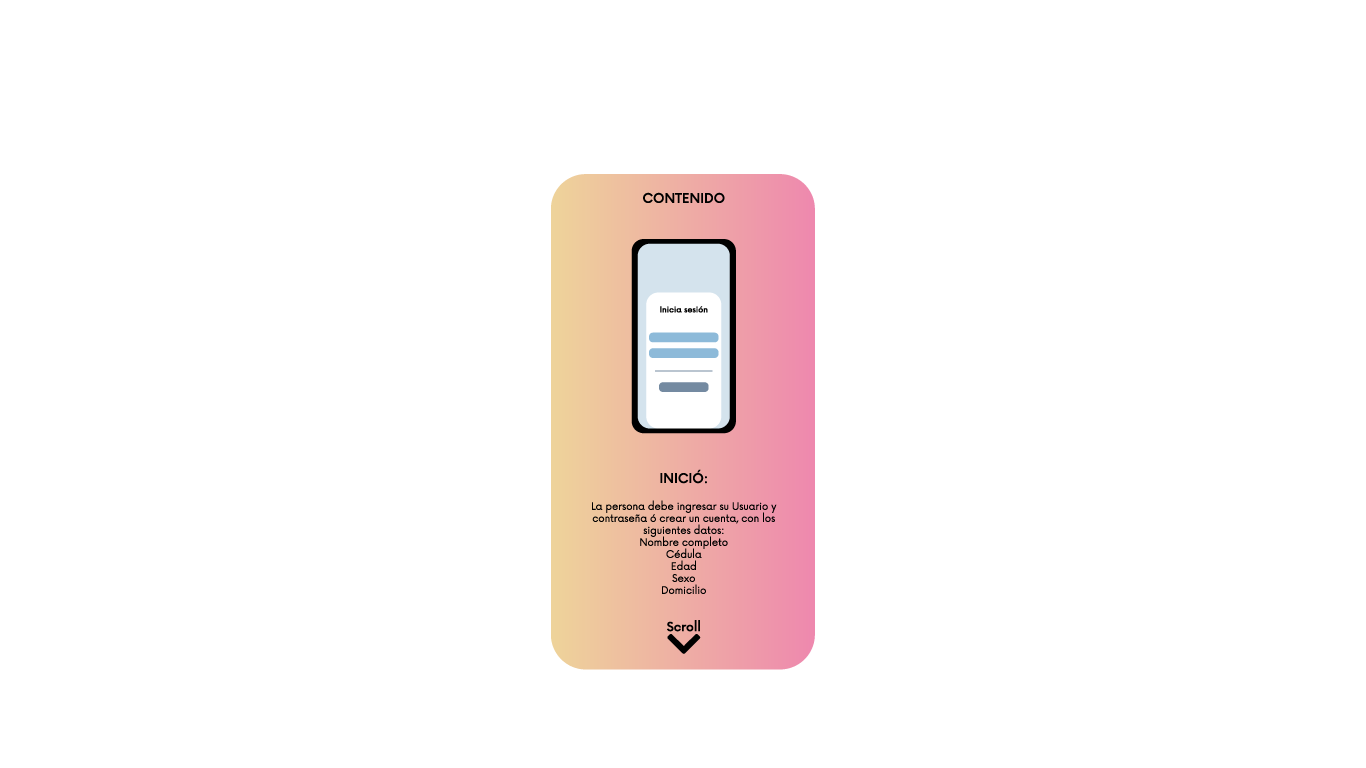 CONTENIDO
Inicia sesión
INICIÓ:
La persona debe ingresar su Usuario y
contraseña ó crear un cuenta, con los
siguientes datos:
Nombre completo
Cédula
Edad
Sexo
Domicilio
Scroll